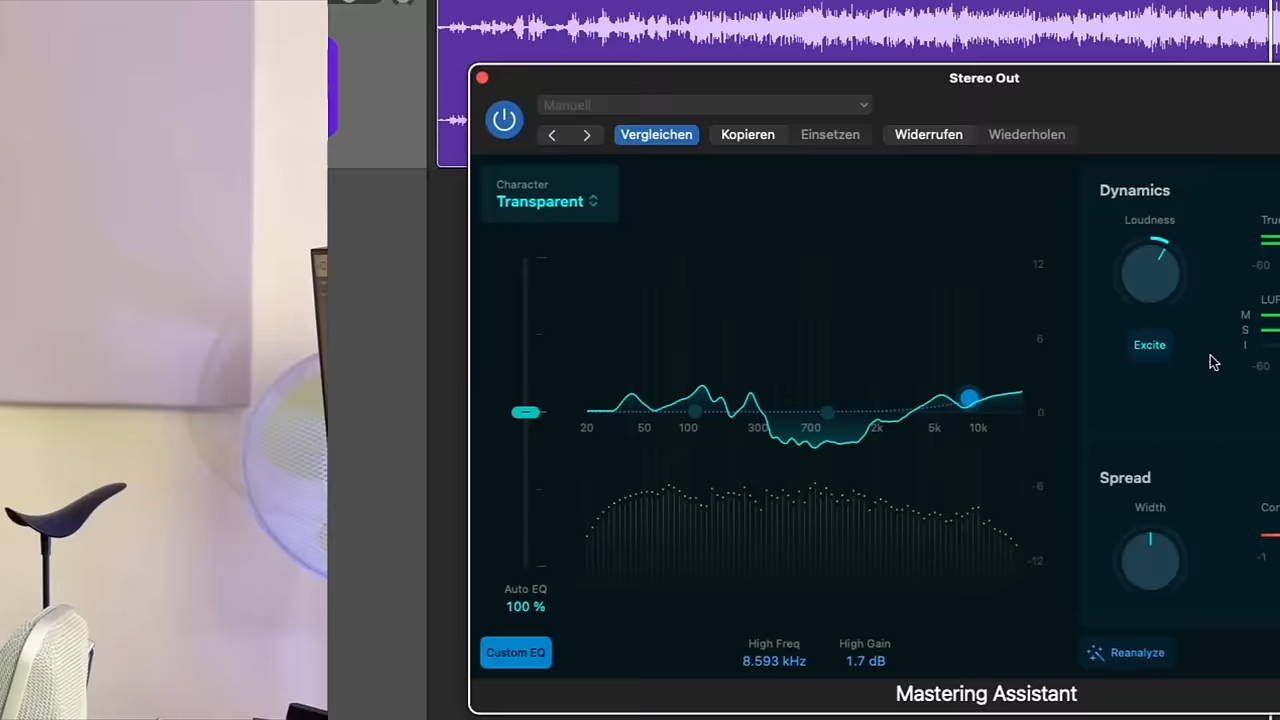 Stereo Out
Manuell
Vergleichen Kopieren Einsetzen Widerrufen Wiederholen
Character
Transparent
Dynamics
Loudness
-60
M
S
I
-60
Excite
12
6
0
-6
-12
20 50 100 300 700 2k 5k 10k
Spread
Width
-1
Auto EQ
100 %
Custom EQ
High Freq High Gain
8.593 kHz 1.7 dB
Reanalyze
Mastering Assistant